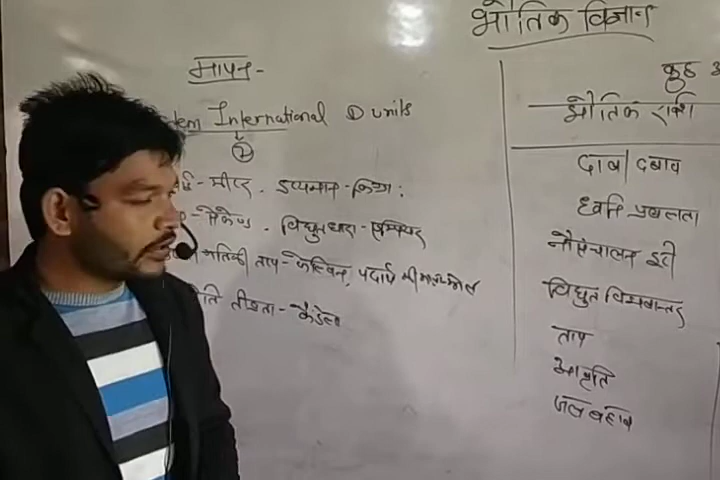 भौतिक विज्ञान
मापन -
International units
7
मीटर . द्रव्यमान - किग्रा.
सेकेण्ड . विद्युत धारा - एम्पियर
ताप - केल्विन, पदार्थ की मात्रा - मोल
तीव्रता - कैंडेला
कुछ
भौतिक राशि
दाब / दबाव
ध्वनि प्रबलता
नौसंचालन दूरी
विद्युत विभवान्तर
ताप
आवृति
जल बहाव